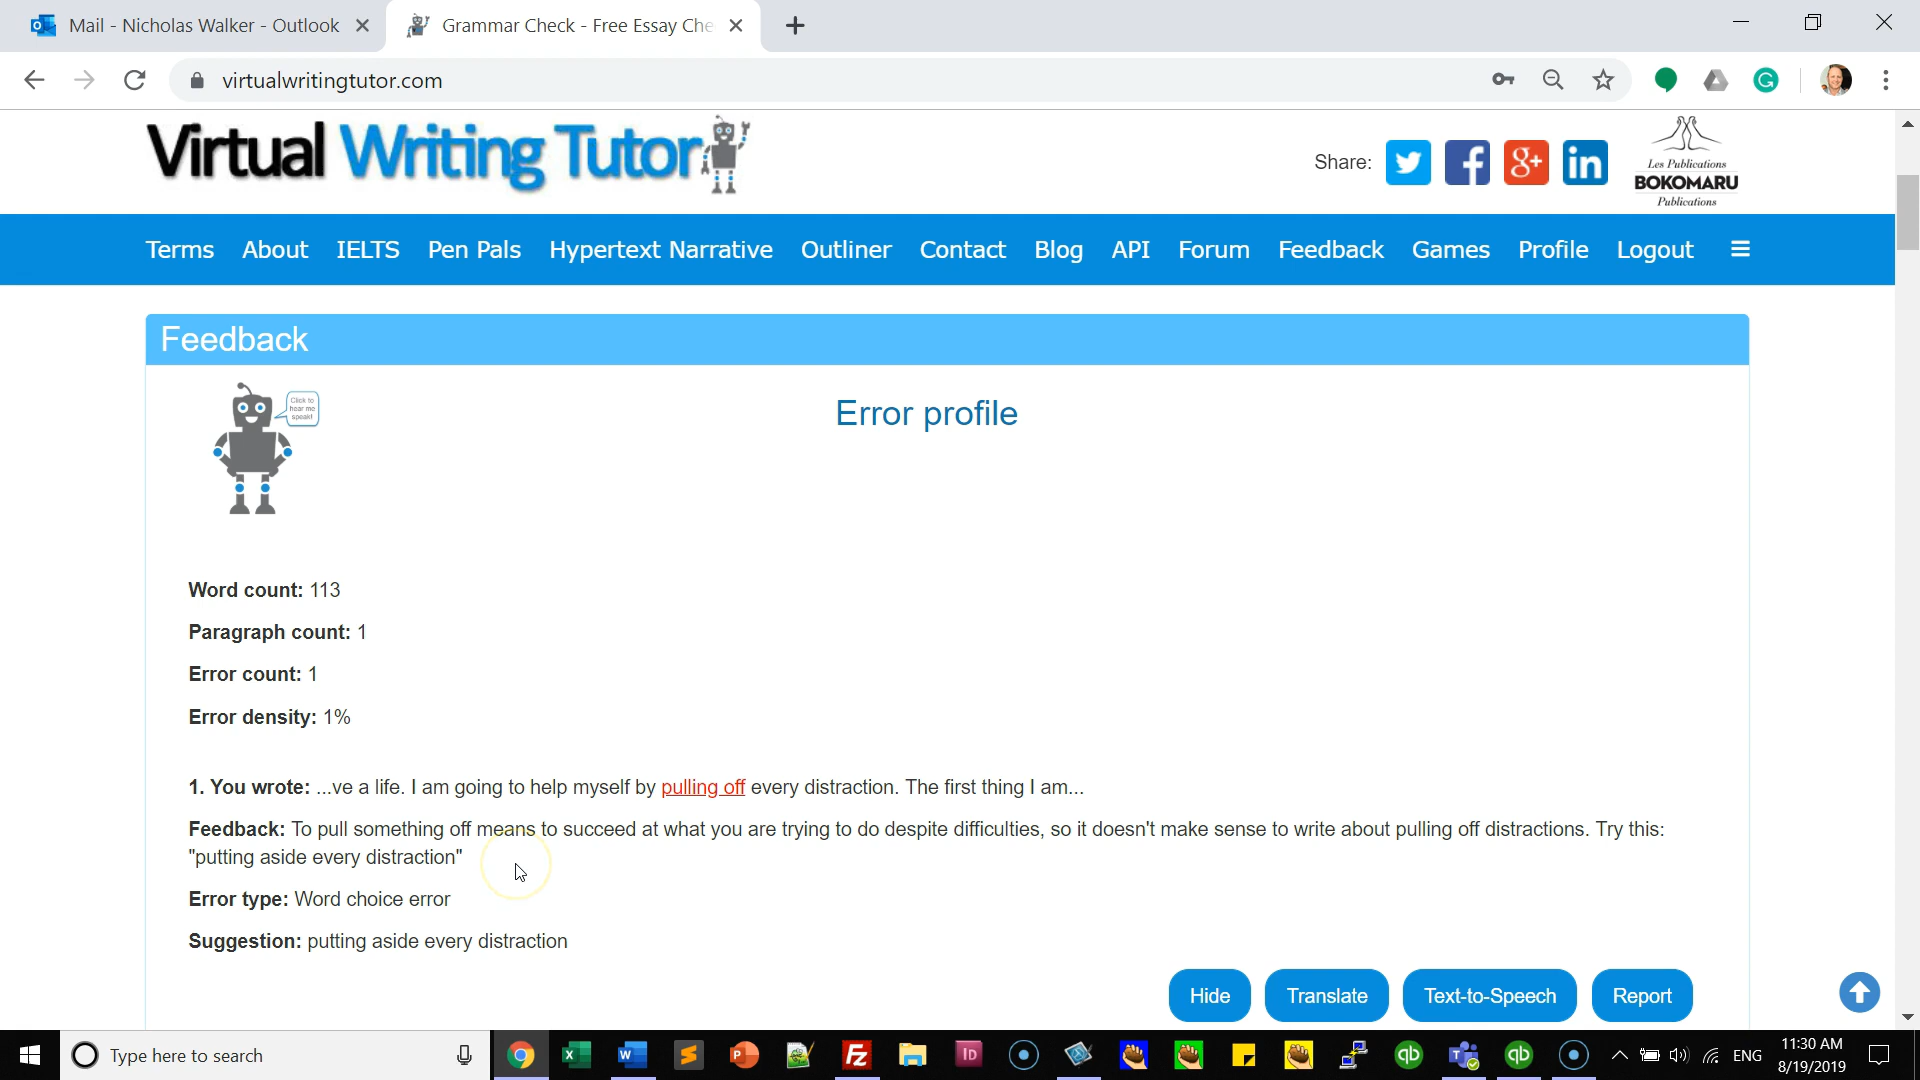 Mail - Nicholas Walker - Outlook
Grammar Check - Free Essay Che
virtualwritingtutor.com
G
Virtual Writing Tutor
Share:
Les Publications
BOKOMARU
Publications
Terms About IELTS Pen Pals Hypertext Narrative Outliner Contact Blog API Forum Feedback Games Profile Logout
Feedback
Click to
hear me
speak!
Error profile
Word count: 113
Paragraph count: 1
Error count: 1
Error density: 1%
1. You wrote: ...ve a life. I am going to help myself by pulling off every distraction. The first thing I am...
Feedback: To pull something off means to succeed at what you are trying to do despite difficulties, so it doesn't make sense to write about pulling off distractions. Try this:
"putting aside every distraction"
Error type: Word choice error
Suggestion: putting aside every distraction
Hide Translate Text-to-Speech Report
Type here to search
ENG
11:30 AM
8/19/2019